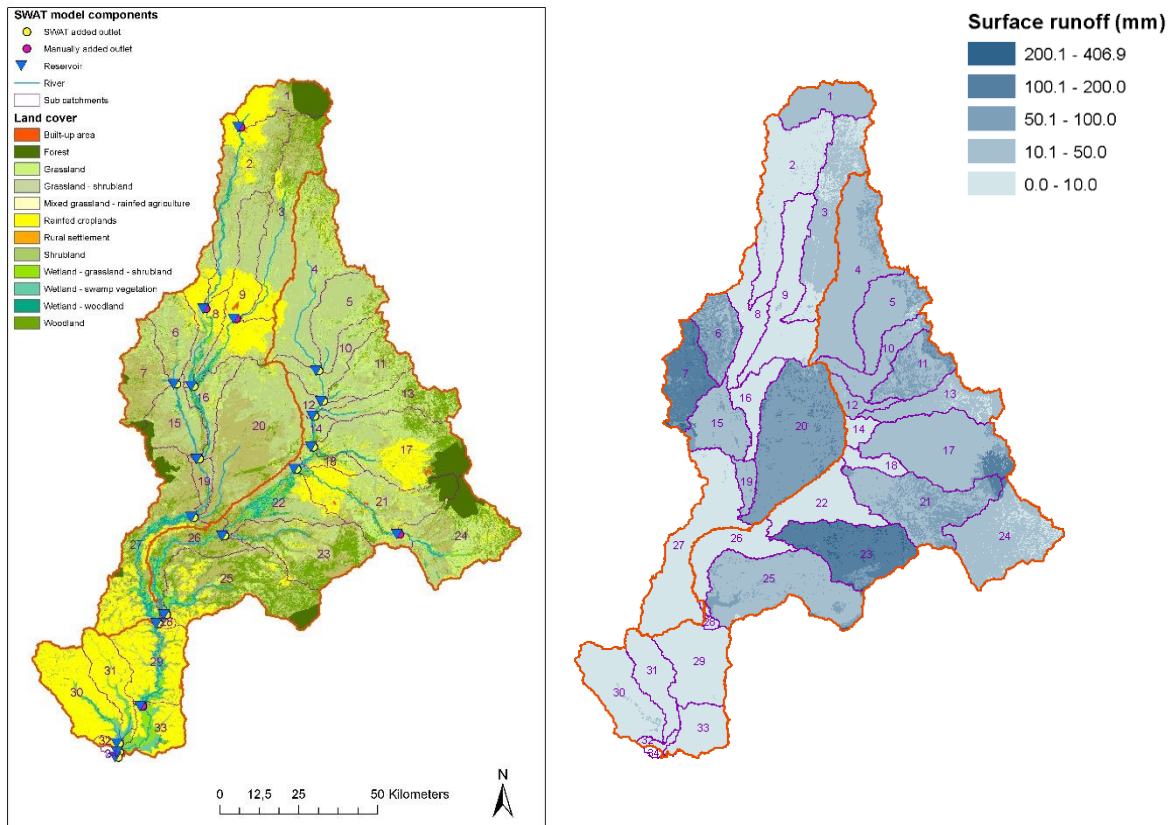 SWAT model components
SWAT added outlet
Manually added outlet
Reservoir
River
Sub catchments
Land cover
Built-up area
Forest
Grassland
Grassland - shrubland
Mixed grassland - rainfed agriculture
Rainfed croplands
Rural settlement
Shrubland
Wetland - grassland - shrubland
Wetland - swamp vegetation
Wetland - woodland
Woodland
1
2
3
4
5
9
8
6
10
7
11
13
16
12
15
20
14
17
18
19
21
22
24
27
26
23
25
28
29
31
30
33
32
0 12,5 25 50 Kilometers
N
Surface runoff (mm)
200.1 - 406.9
100.1 - 200.0
50.1 - 100.0
10.1 - 50.0
0.0 - 10.0
1
2
3
4
5
9
8
6
10
7
11
13
16
12
15
20
14
17
18
19
21
22
24
26
27
23
25
28
29
31
30
33
32
34